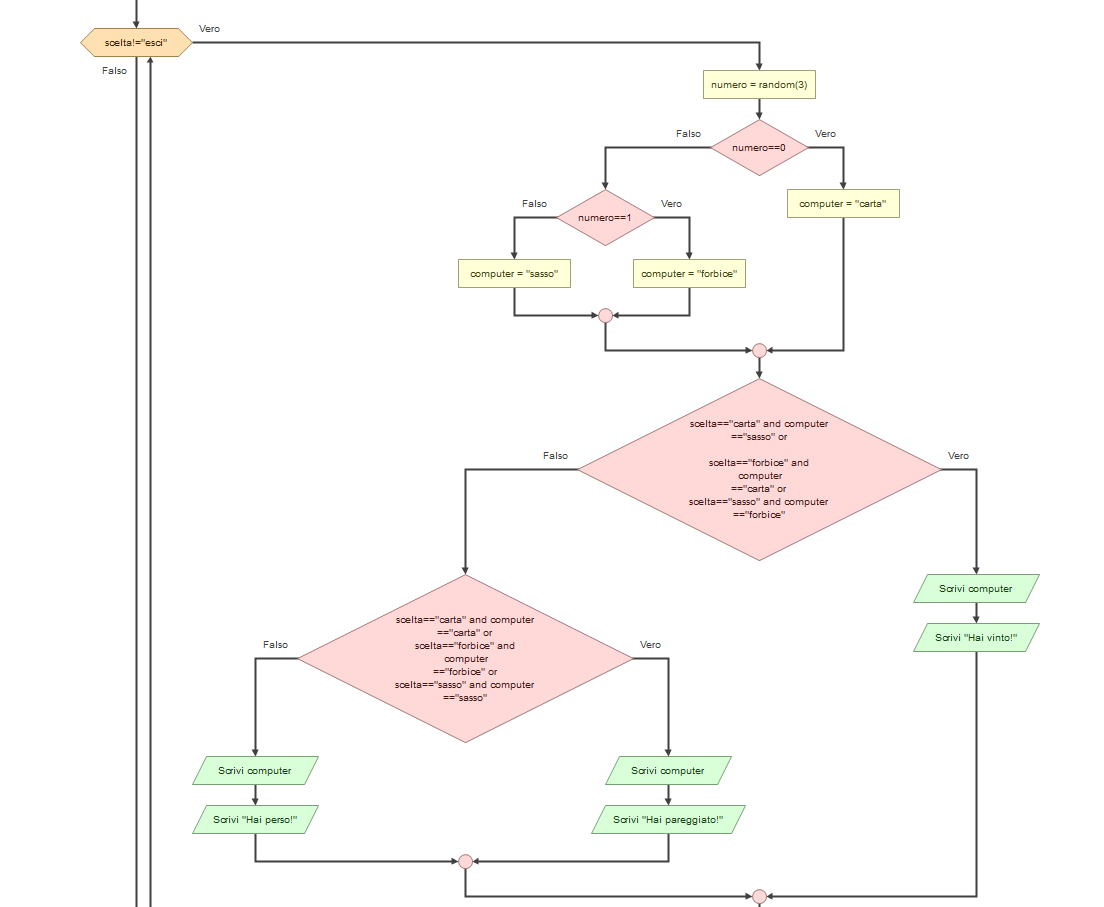 Vero
scelta!="esci"
Falso
numero = random(3)
Falso
Vero
numero==0
Falso
Vero
computer = "carta"
numero==1
computer = "sasso"
computer = "forbice"
scelta=="carta" and computer
=="sasso" or
Falso
Vero
scelta=="forbice" and
computer
=="carta" or
scelta=="sasso" and computer
=="forbice"
Scrivi computer
scelta=="carta" and computer
=="carta" or
Falso
scelta=="forbice" and
Vero
Scrivi "Hai vinto!"
computer
=="forbice" or
scelta=="sasso" and computer
=="sasso"
Scrivi computer
Scrivi computer
Scrivi "Hai perso!"
Scrivi "Hai pareggiato!"